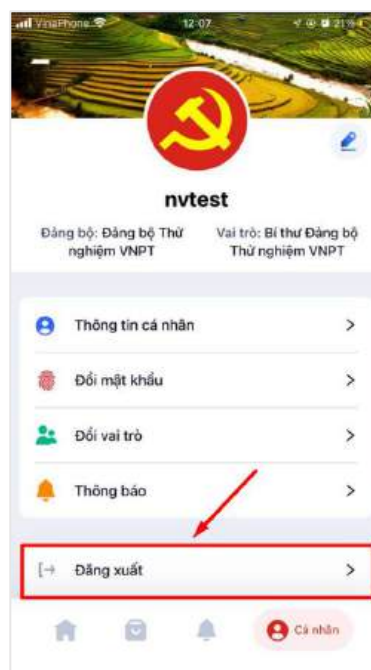 VinaPhone 12:07 21%
nvtest
Đảng bộ: Đảng bộ Thử
nghiệm VNPT
Vai trò: Bí thư Đảng bộ
Thử nghiệm VNPT
Thông tin cá nhân
Đổi mật khẩu
Đổi vai trò
Thông báo
Đăng xuất
Cá nhân